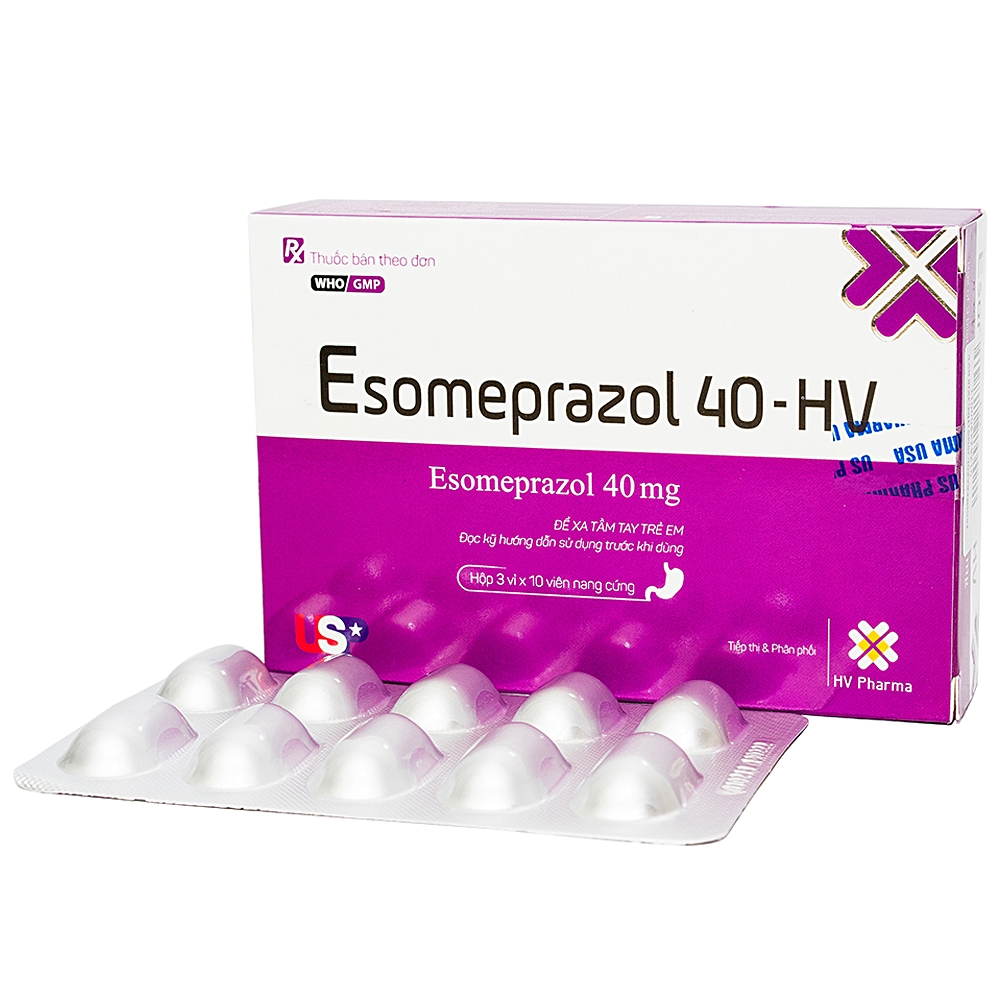 Rx Thuốc bán theo đơn
WHO GMP
Esomeprazol 40-HV
Esomeprazol 40 mg
ĐỂ XA TẦM TAY TRẺ EM
Đọc kỹ hướng dẫn sử dụng trước khi dùng
Hộp 3 vỉ x 10 viên nang cứng
US
Tiếp thị & Phân phối
HV Pharma